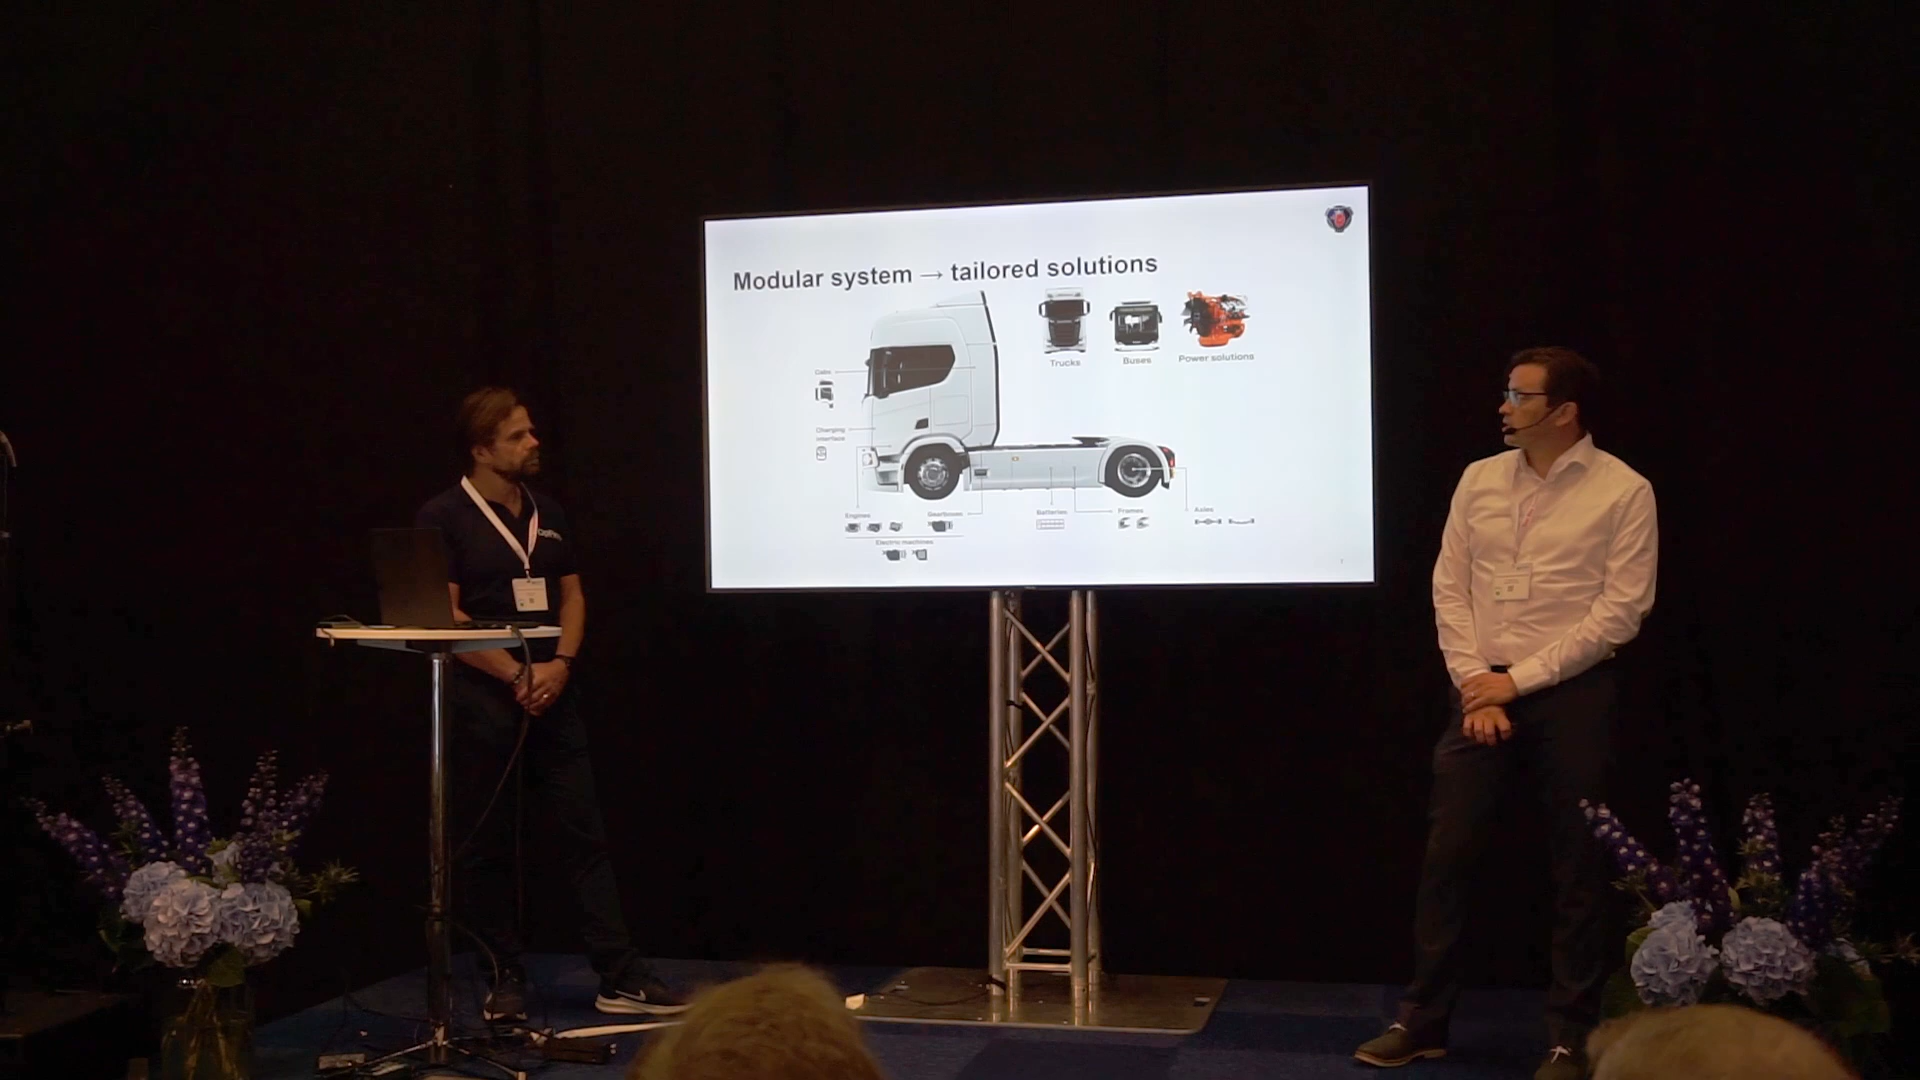 Modular system → tailored solutions
Trucks
Buses
Power solutions
Cabs
Charging
interface
Engines
Gearboxes
Batteries
Frames
Axles
Electric machines